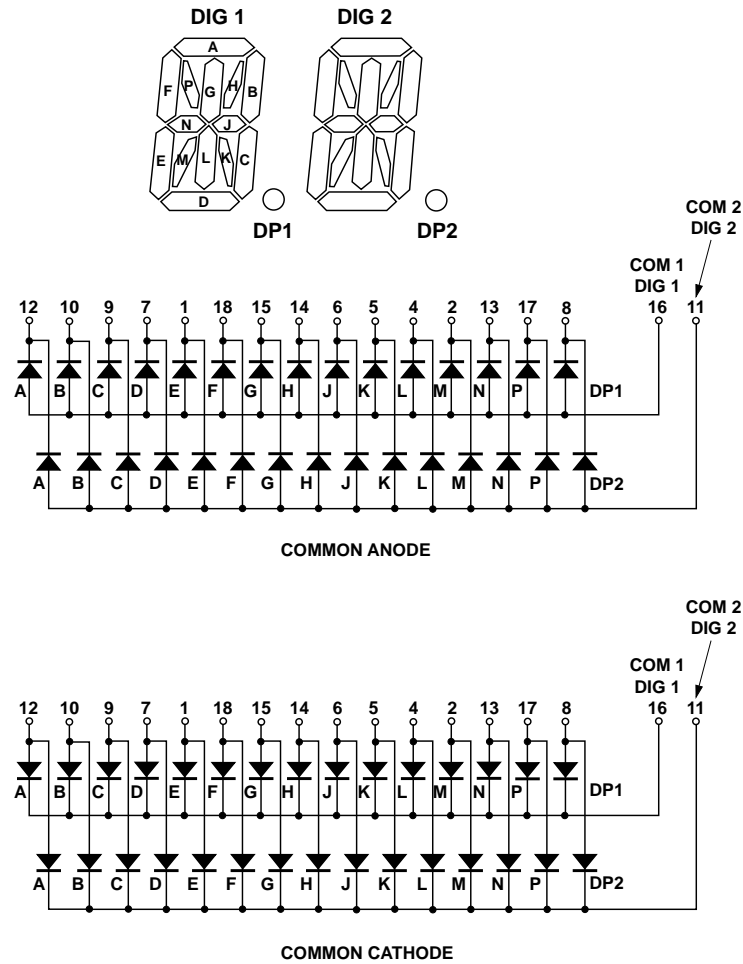 DIG 1 DIG 2
A
F P G H B
N J
E M L K C
D
DP1 DP2
COM 2
DIG 2
COM 1
DIG 1
12 10 9 7 1 18 15 14 6 5 4 2 13 17 8 16 11
A B C D E F G H J K L M N P DP1
A B C D E F G H J K L M N P DP2
COMMON ANODE
COM 2
DIG 2
COM 1
DIG 1
12 10 9 7 1 18 15 14 6 5 4 2 13 17 8 16 11
A B C D E F G H J K L M N P DP1
A B C D E F G H J K L M N P DP2
COMMON CATHODE